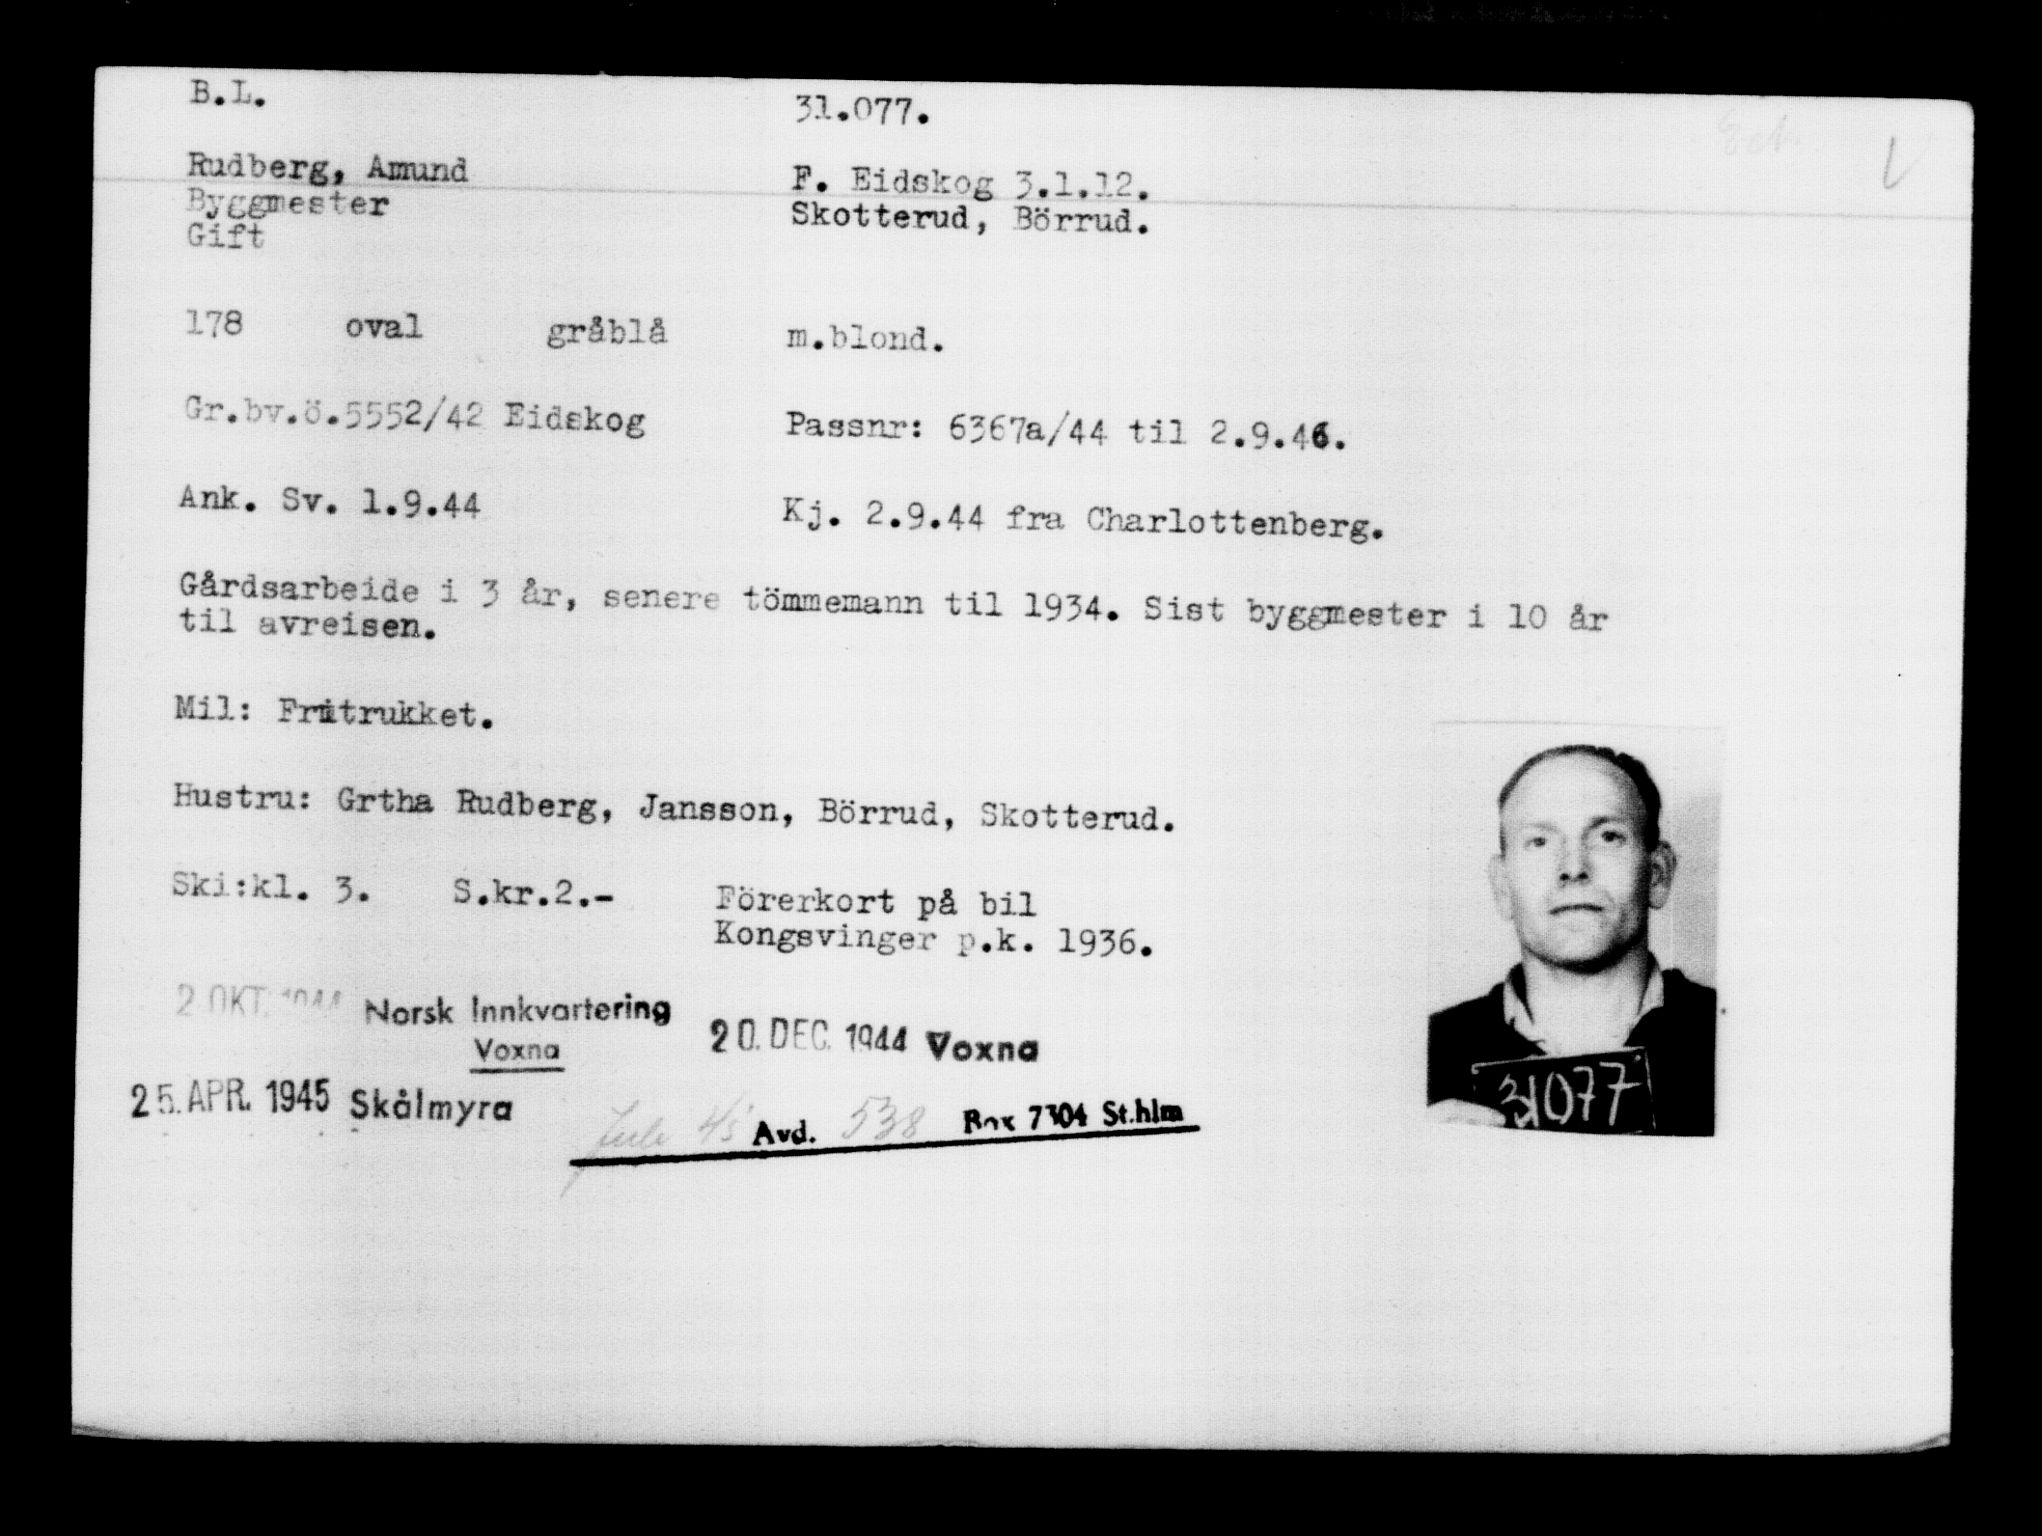 B.L. 31.077.
Rudberg, Amund F. Eidskog 3.1.12.
Byggmester Skotterud, Börrud.
Gift
178 oval gråblå m.blond.
Gr.bv.ö.5552/42 Eidskog Passnr: 6367a/44 til 2.9.46.
Ank. Sv. 1.9.44 Kj. 2.9.44 fra Charlottenberg.
Gårdsarbeide i 3 år, senere tömmemann til 1934. Sist byggmester i 10 år
til avreisen.
Mil: Fritrukket.
Hustru: Grtha Rudberg, Jansson, Börrud, Skotterud.
Ski:kl. 3. S.kr.2.- Förerkort på bil
Kongsvinger p.k. 1936.
2 OKT. 1944 Norsk Innkvartering 20. DEC. 1944 Voxna
Voxna
25. APR. 1945 Skålmyra
Avd. 538 Box 7304 St.hlm
31077